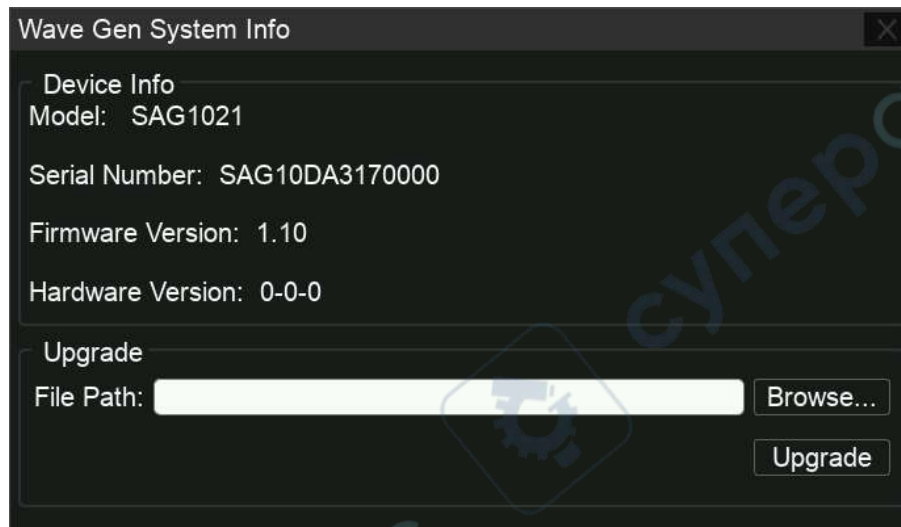 Wave Gen System Info X
Device Info
Model: SAG1021
Serial Number: SAG10DA3170000
Firmware Version: 1.10
Hardware Version: 0-0-0
Upgrade
File Path: Browse...
Upgrade